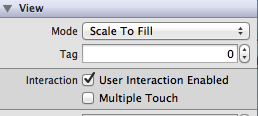 View
Mode Scale To Fill
Tag 0
Interaction User Interaction Enabled
Multiple Touch